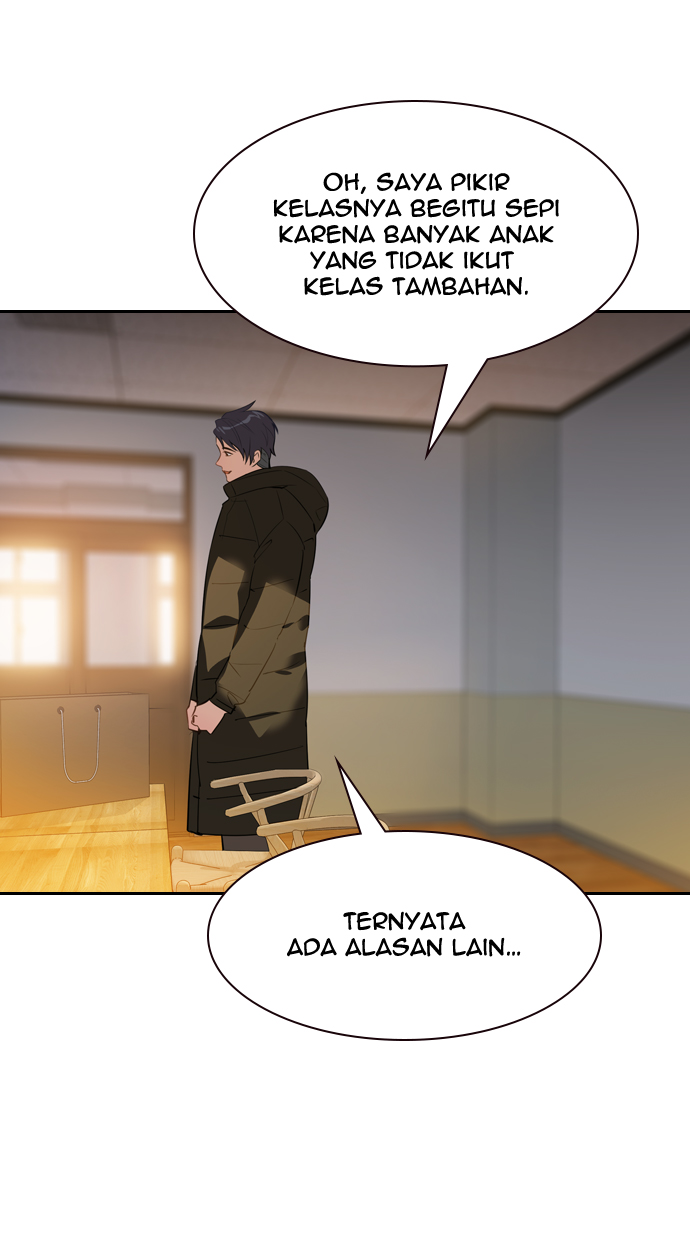 OH, SAYA PIKIR
KELASNYA BEGITU SEPI
KARENA BANYAK ANAK
YANG TIDAK IKUT
KELAS TAMBAHAN.
TERNYATA
ADA ALASAN LAIN...